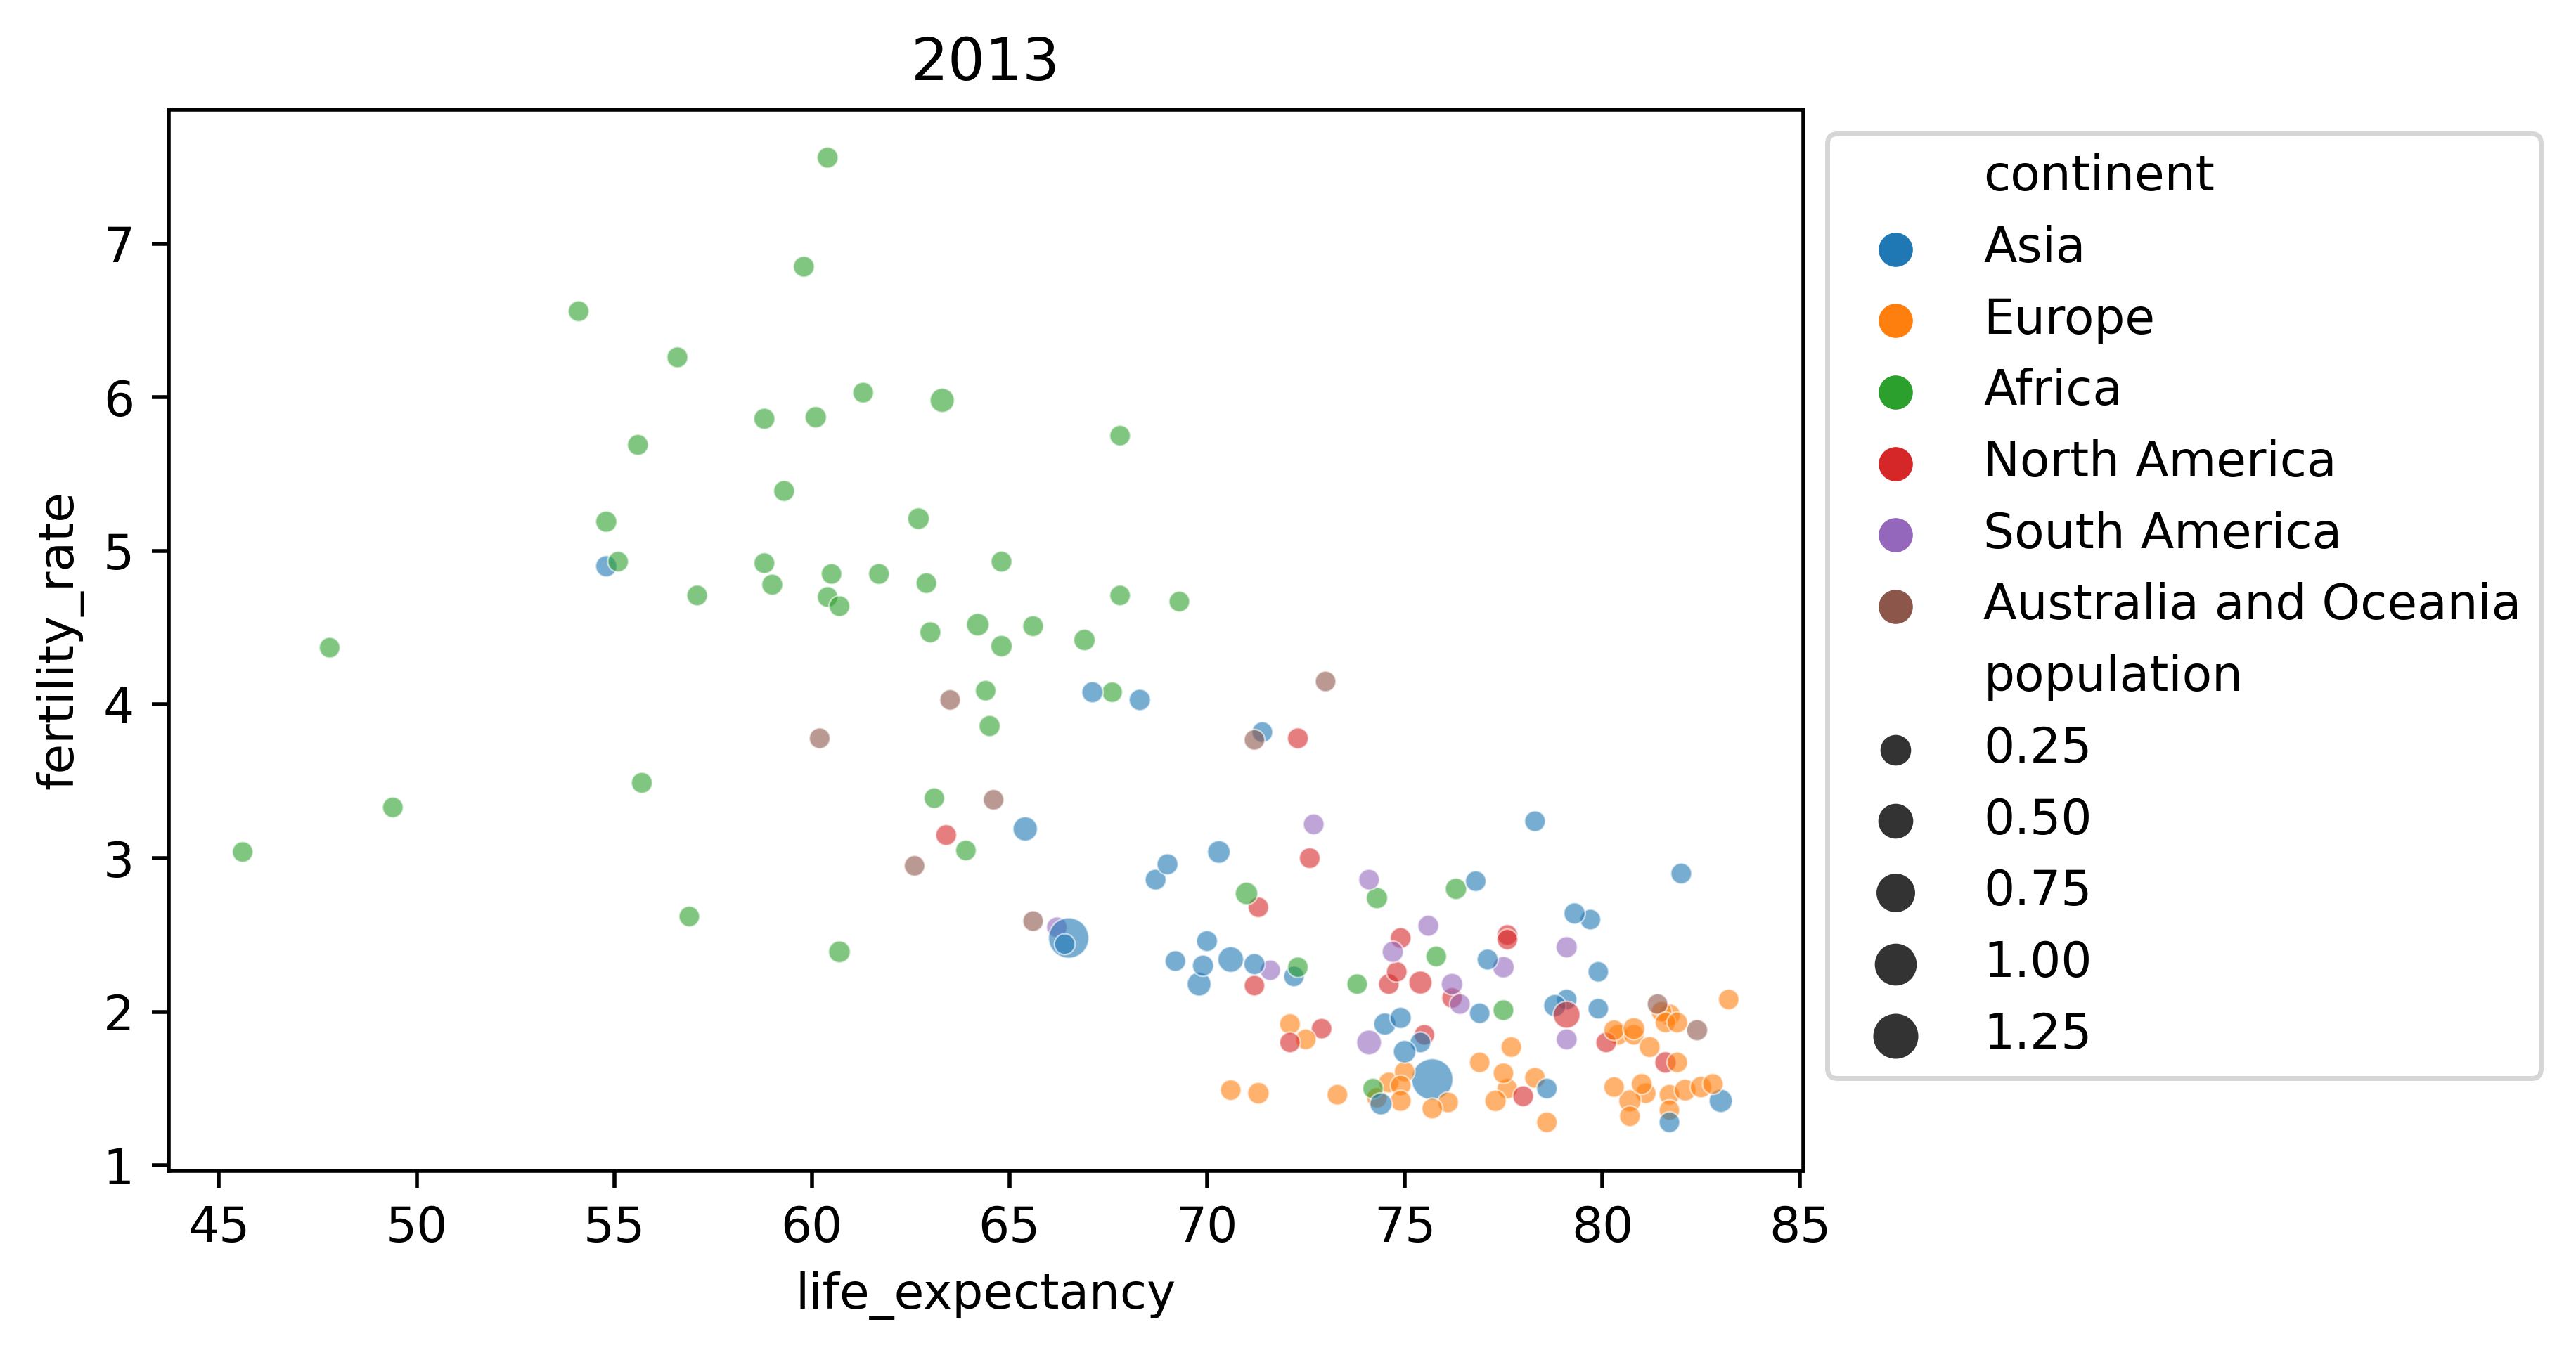 2013
7
6
5
4
3
2
1
fertility_rate
45 50 55 60 65 70 75 80 85
life_expectancy
continent
Asia
Europe
Africa
North America
South America
Australia and Oceania
population
0.25
0.50
0.75
1.00
1.25